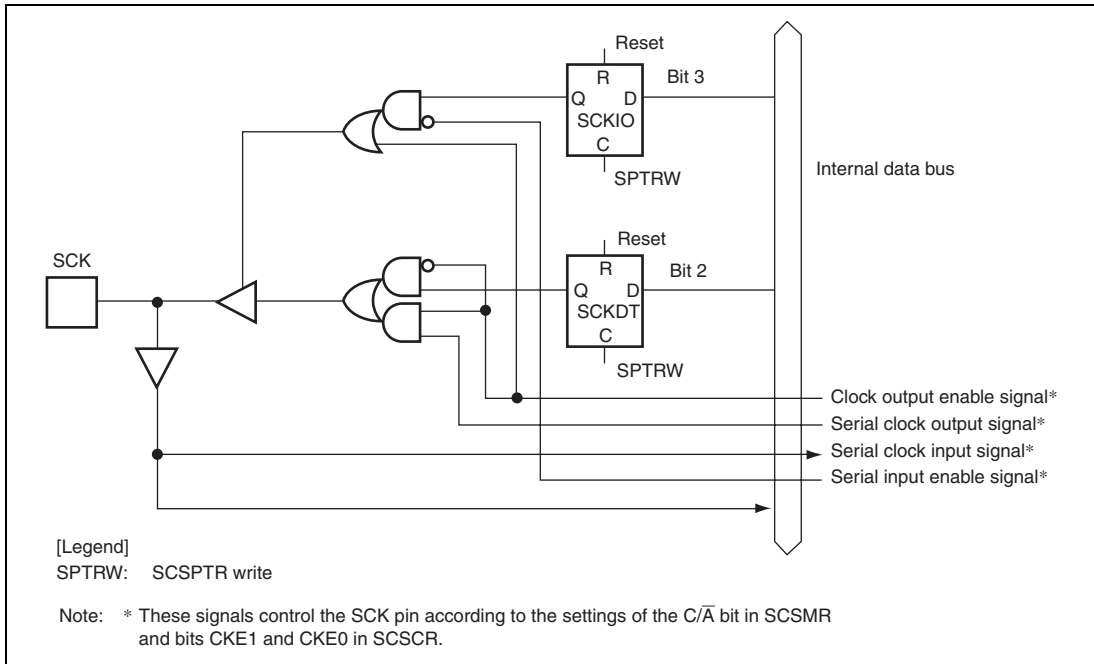 Reset
R
Bit 3
Q D
SCKIO
C
SPTRW
Internal data bus
Reset
SCK
R
Bit 2
Q D
SCKDT
C
SPTRW
Clock output enable signal*
Serial clock output signal*
Serial clock input signal*
Serial input enable signal*
[Legend]
SPTRW: SCSPTR write
Note: * These signals control the SCK pin according to the settings of the C/A̅ bit in SCSMR
and bits CKE1 and CKE0 in SCSCR.